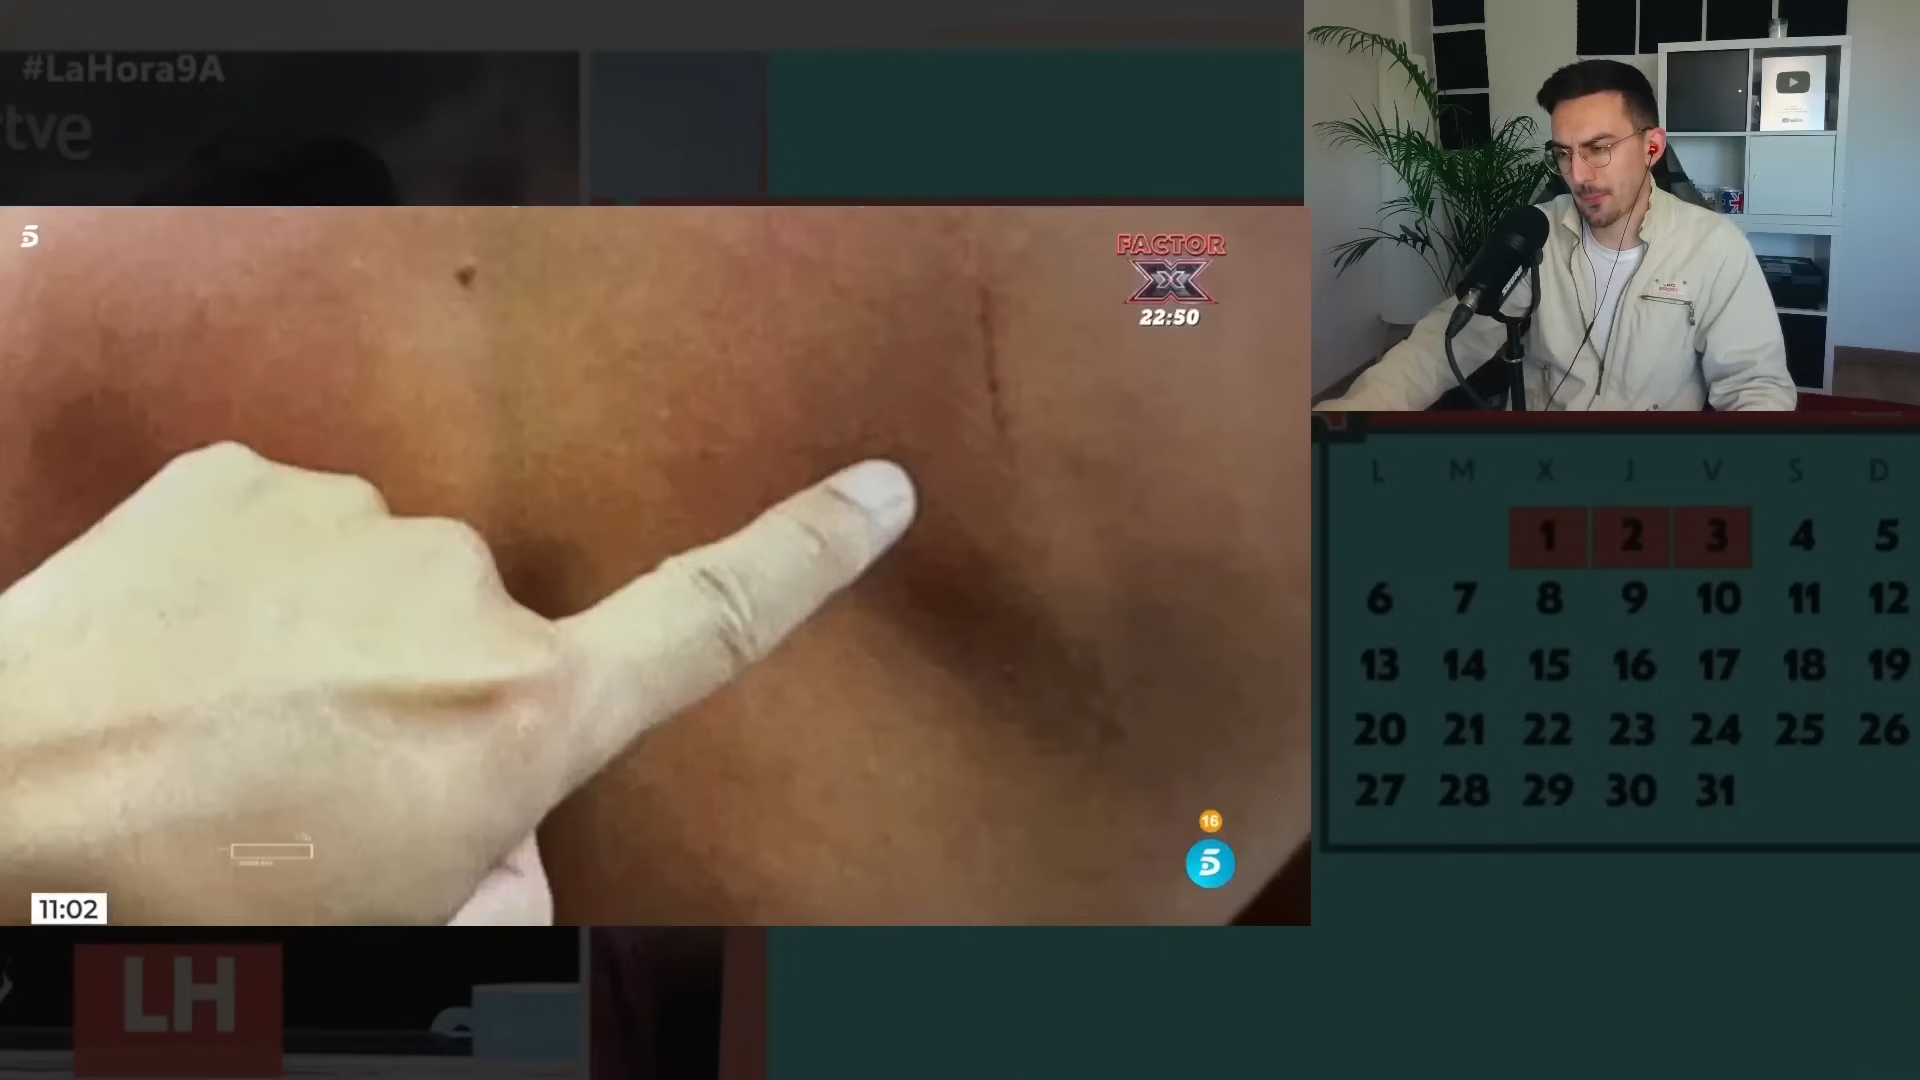 #LaHora9A
rtve
5
FACTOR
X
22:50
L M X J V S D
1 2 3 4 5
6 7 8 9 10 11 12
13 14 15 16 17 18 19
20 21 22 23 24 25 26
27 28 29 30 31
16
5
11:02
LH